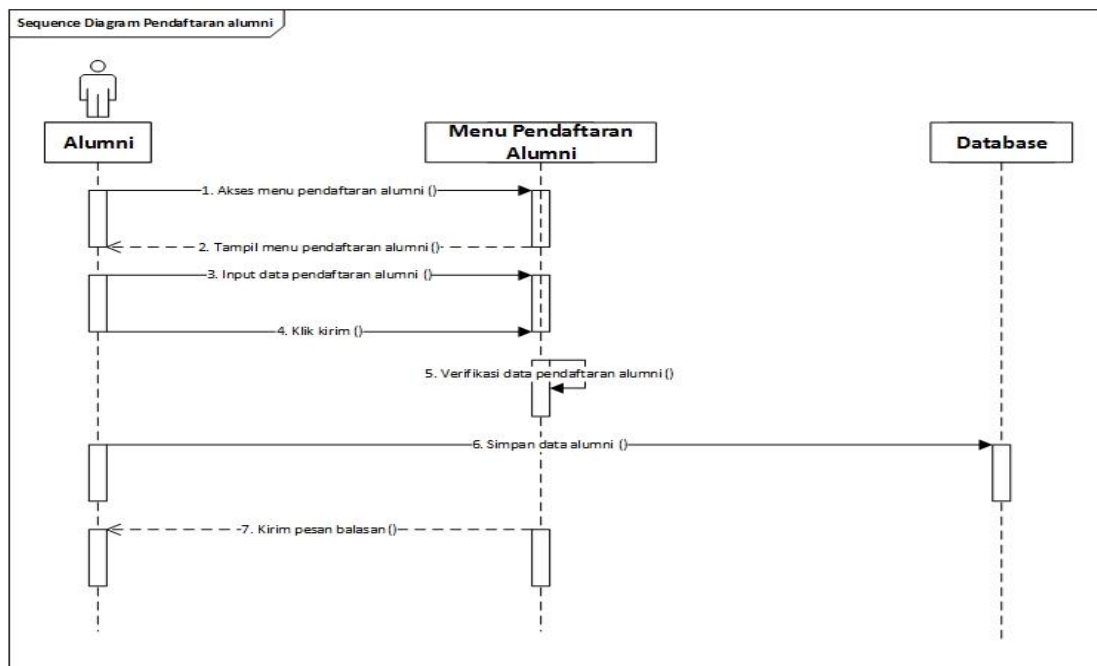 Sequence Diagram Pendaftaran alumni
Alumni
Menu Pendaftaran
Alumni
Database
1. Akses menu pendaftaran alumni ()
2. Tampil menu pendaftaran alumni ()
3. Input data pendaftaran alumni ()
4. Klik kirim ()
5. Verifikasi data pendaftaran alumni ()
6. Simpan data alumni ()
7. Kirim pesan balasan ()